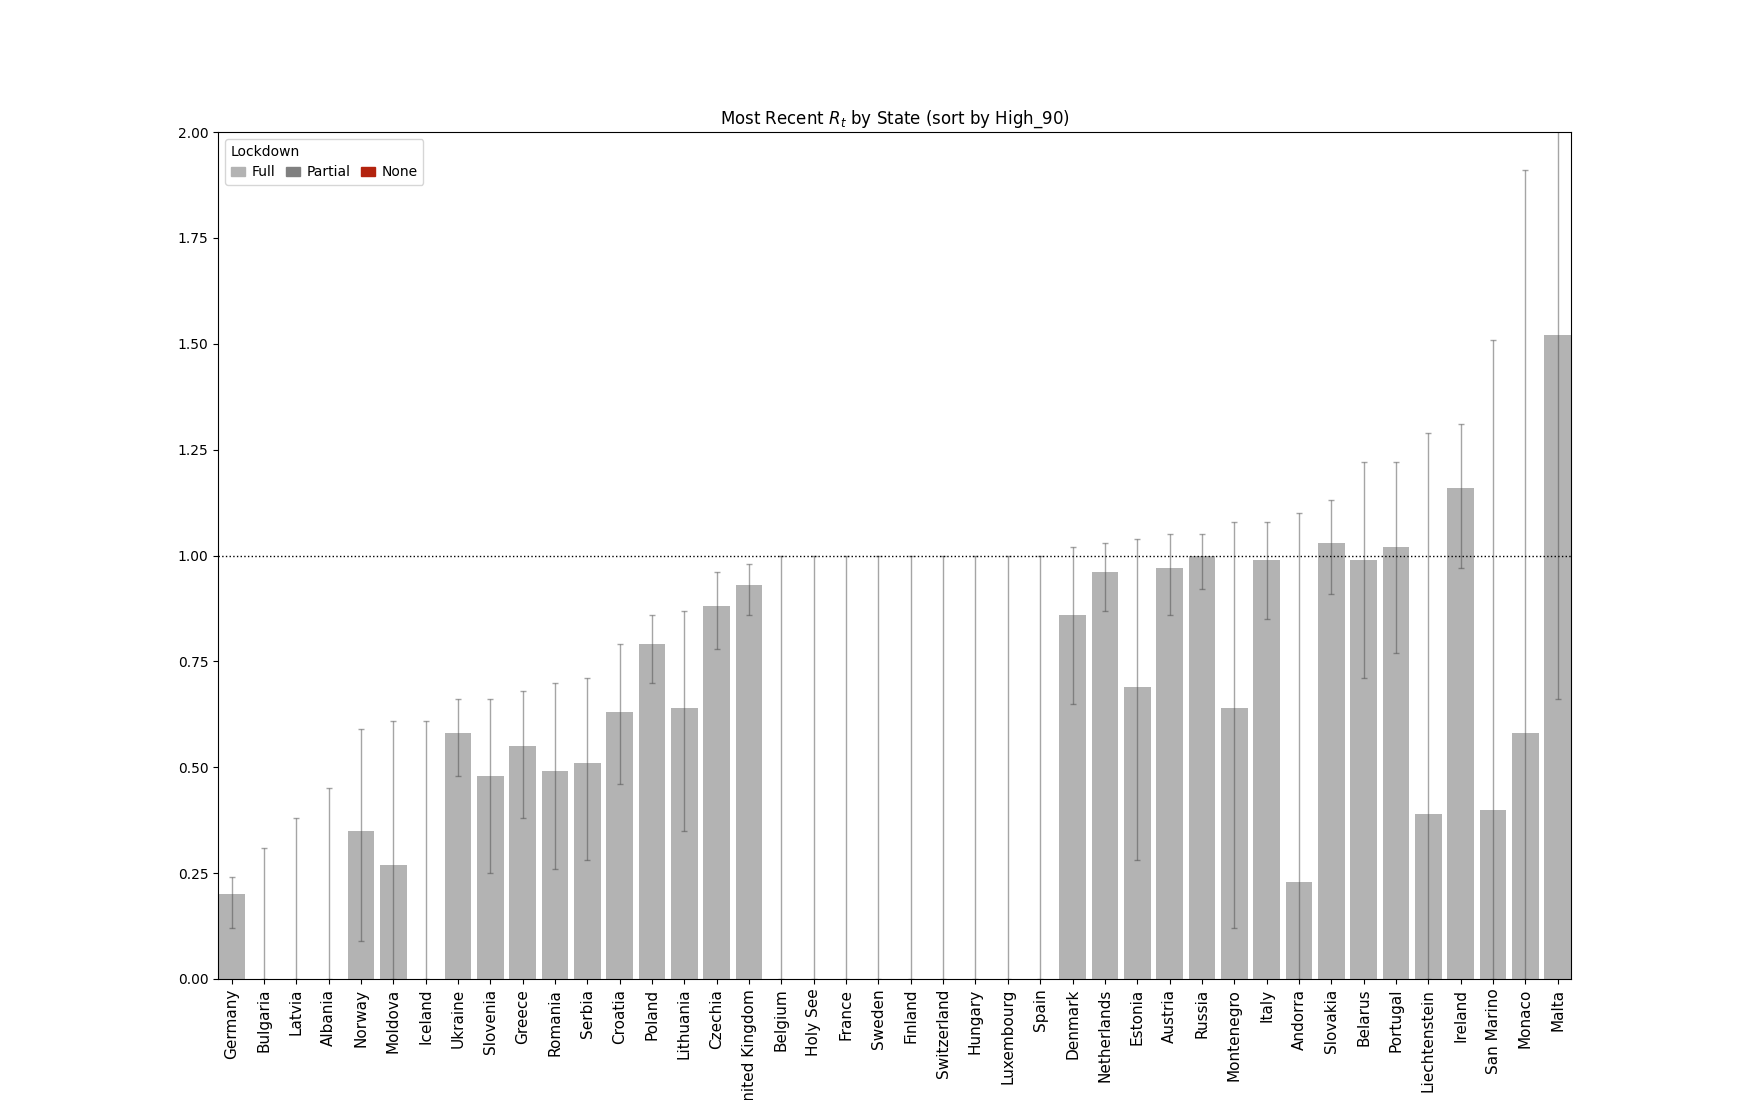 Most Recent R_t by State (sort by High_90)
Lockdown
Full Partial None
2.00
1.75
1.50
1.25
1.00
0.75
0.50
0.25
0.00
Germany
Bulgaria
Latvia
Albania
Norway
Moldova
Iceland
Ukraine
Slovenia
Greece
Romania
Serbia
Croatia
Poland
Lithuania
Czechia
nited Kingdom
Belgium
Holy See
France
Sweden
Finland
Switzerland
Hungary
Luxembourg
Spain
Denmark
Netherlands
Estonia
Austria
Russia
Montenegro
Italy
Andorra
Slovakia
Belarus
Portugal
Liechtenstein
Ireland
San Marino
Monaco
Malta